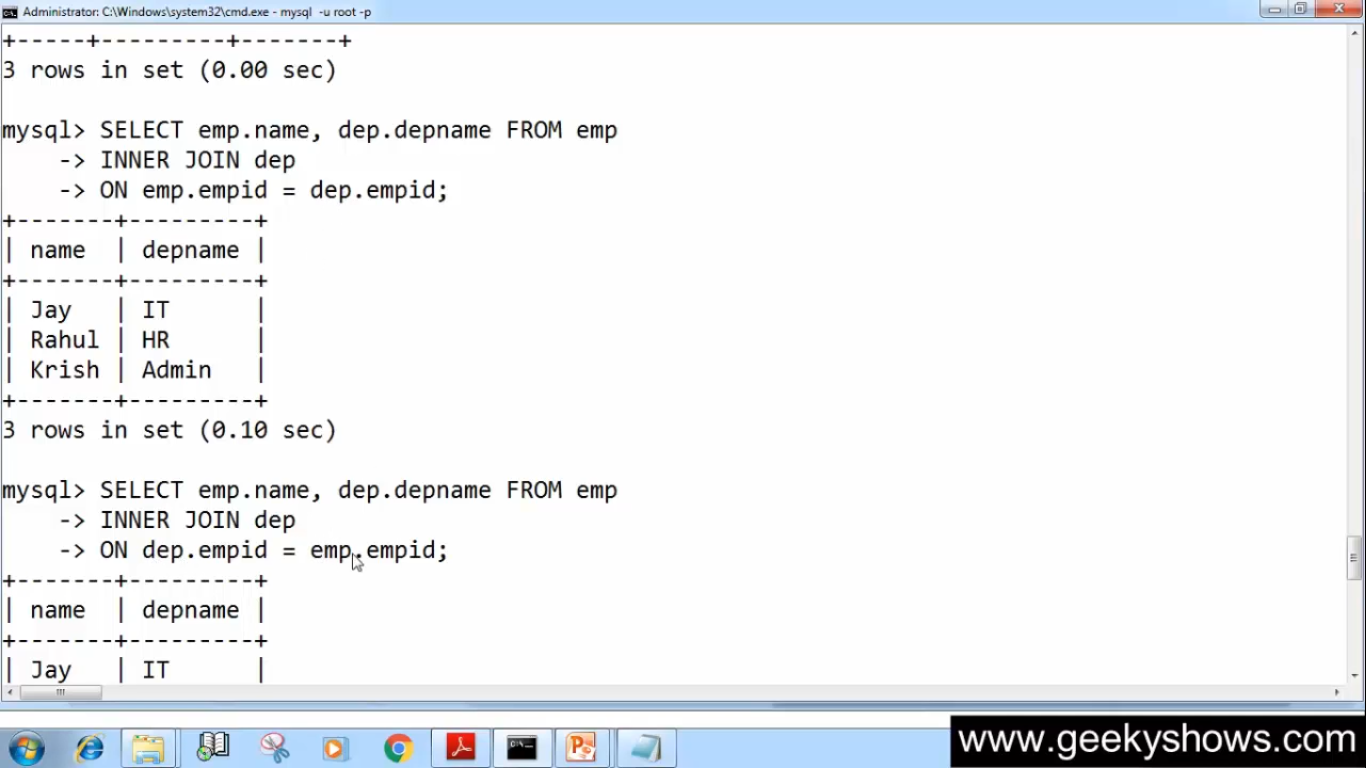 Administrator: C:\Windows\system32\cmd.exe - mysql -u root -p
+-----+---------+-------+
3 rows in set (0.00 sec)
mysql> SELECT emp.name, dep.depname FROM emp
    -> INNER JOIN dep
    -> ON emp.empid = dep.empid;
+-------+---------+
| name  | depname |
+-------+---------+
| Jay   | IT      |
| Rahul | HR      |
| Krish | Admin   |
+-------+---------+
3 rows in set (0.10 sec)
mysql> SELECT emp.name, dep.depname FROM emp
    -> INNER JOIN dep
    -> ON dep.empid = emp.empid;
+-------+---------+
| name  | depname |
+-------+---------+
| Jay   | IT      |
www.geekyshows.com